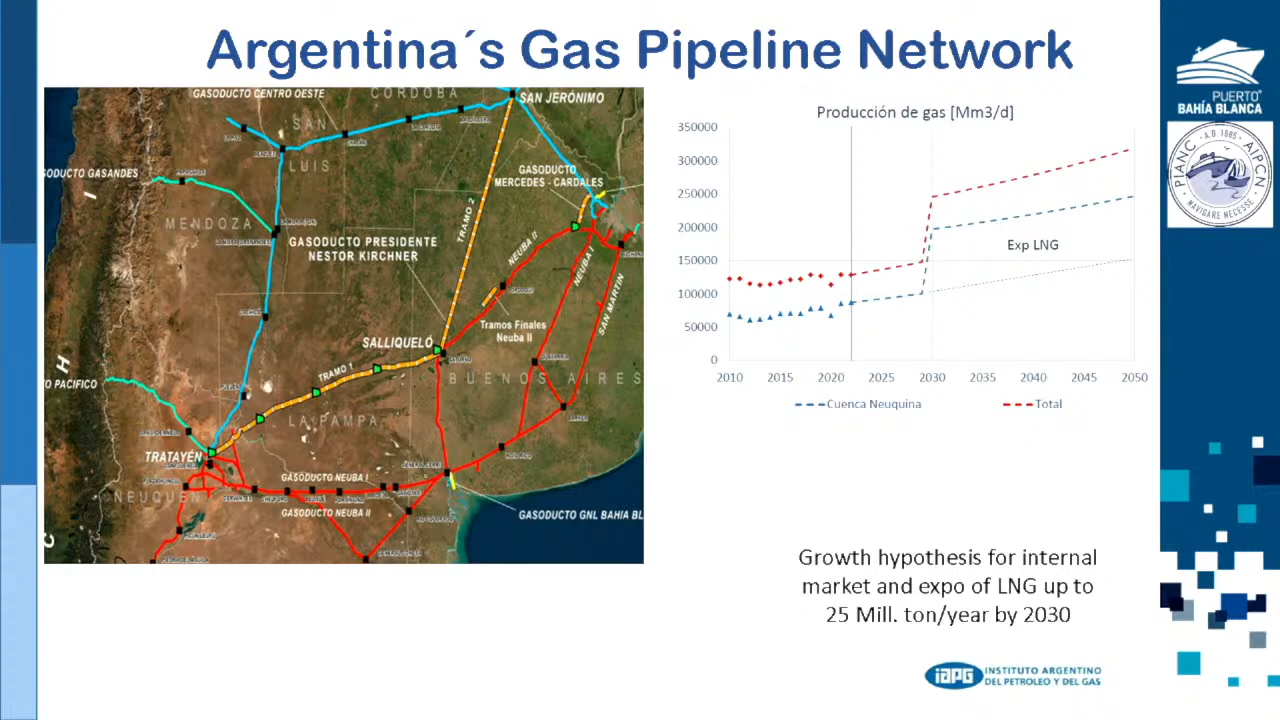 Argentina´s Gas Pipeline Network
GASODUCTO CENTRO OESTE
CORDOBA
SAN JERÓNIMO
SAN
LUIS
SODUCTO GASANDES
MENDOZA
GASODUCTO
MERCEDES - CARDALES
GASODUCTO PRESIDENTE
NESTOR KIRCHNER
TRAMO 2
NEUBA II
NEUBA I
SAN MARTIN
Tramos Finales
Neuba II
SALLIQUELÓ
TRAMO 1
BUENOS AIRES
TO PACIFICO
LA PAMPA
TRATAYÉN
NEUQUEN
GASODUCTO NEUBA I
GASODUCTO NEUBA II
GASODUCTO GNL BAHIA BL
I
H
C
Producción de gas [Mm3/d]
350000
300000
250000
200000
150000
100000
50000
0
Exp LNG
2010 2015 2020 2025 2030 2035 2040 2045 2050
Cuenca Neuquina
Total
Growth hypothesis for internal
market and expo of LNG up to
25 Mill. ton/year by 2030
iAPG
INSTITUTO ARGENTINO
DEL PETROLEO Y DEL GAS
PUERTO
BAHÍA BLANCA
PIANC · A.D. 1885 · AIPCN
NAVIGARE NECESSE